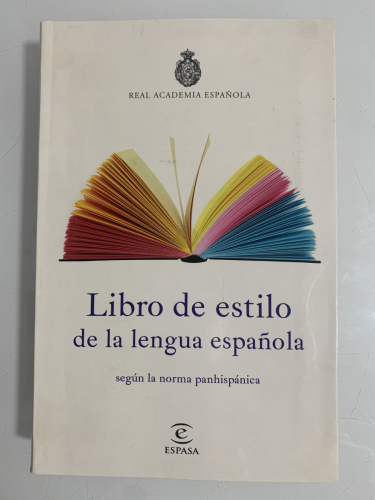 REAL ACADEMIA ESPAÑOLA
Libro de estilo
de la lengua española
según la norma panhispánica
ESPASA